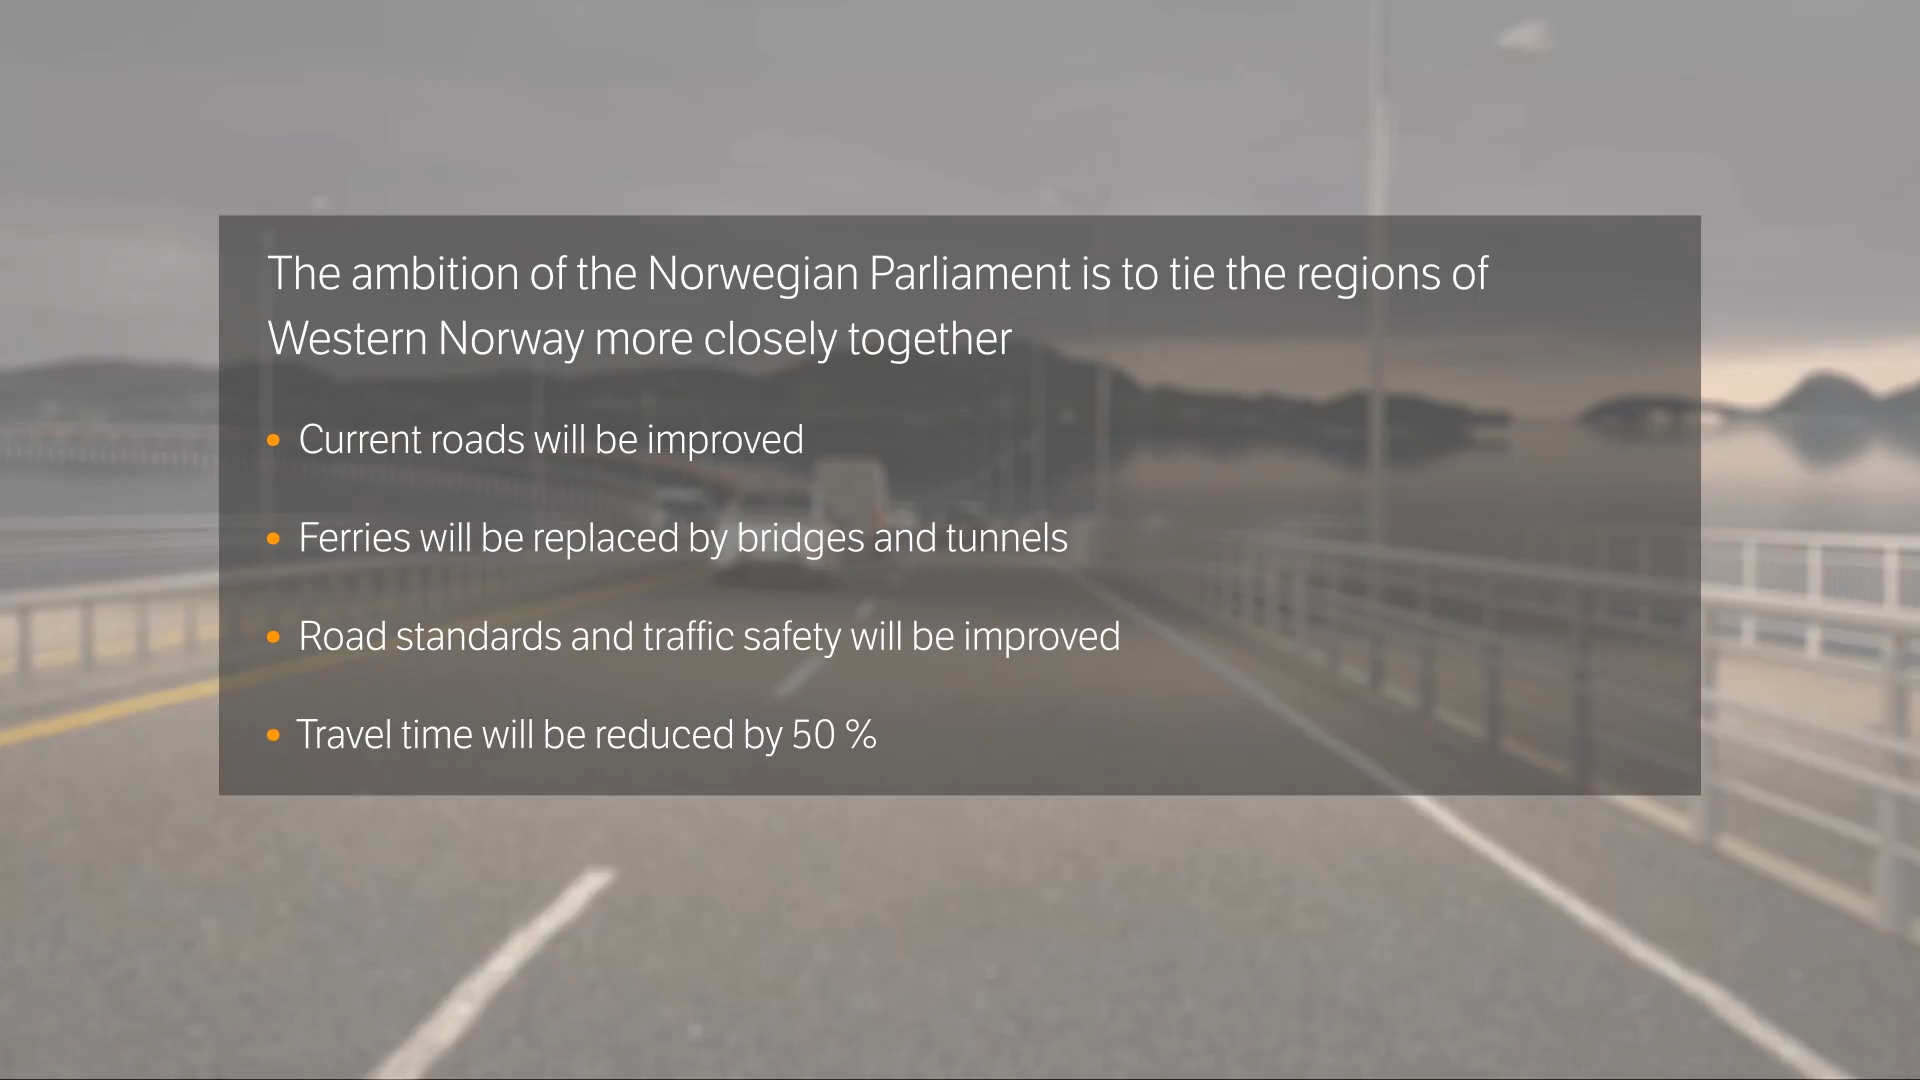 The ambition of the Norwegian Parliament is to tie the regions of
Western Norway more closely together
• Current roads will be improved
• Ferries will be replaced by bridges and tunnels
• Road standards and traffic safety will be improved
• Travel time will be reduced by 50 %